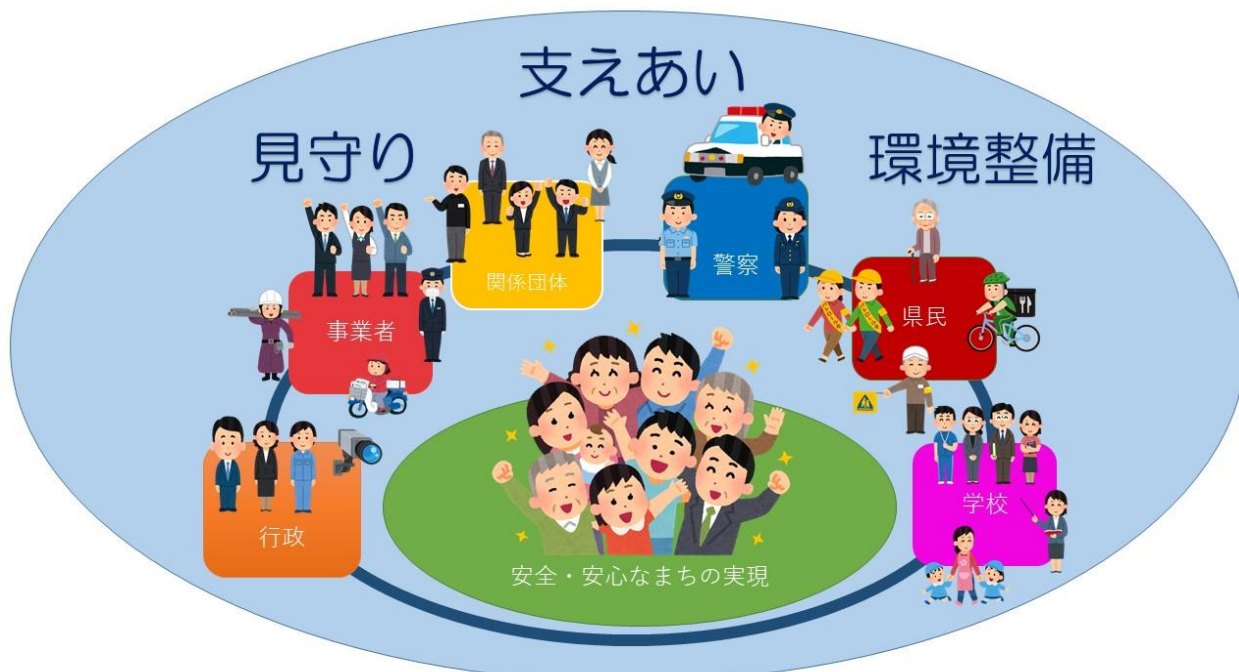 支えあい
見守り
環境整備
関係団体
警察
事業者
県民
行政
学校
安全・安心なまちの実現